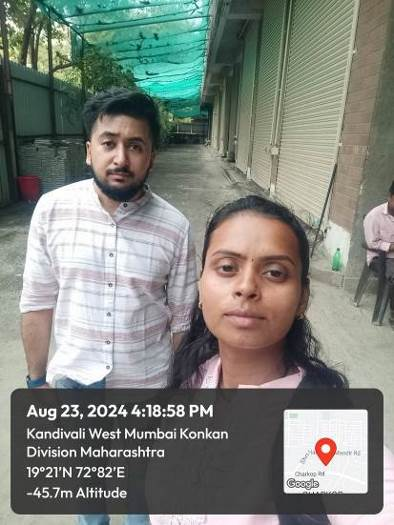 Aug 23, 2024 4:18:58 PM
Kandivali West Mumbai Konkan
Division Maharashtra
19°21'N 72°82'E
-45.7m Altitude
Charkop Rd
Google